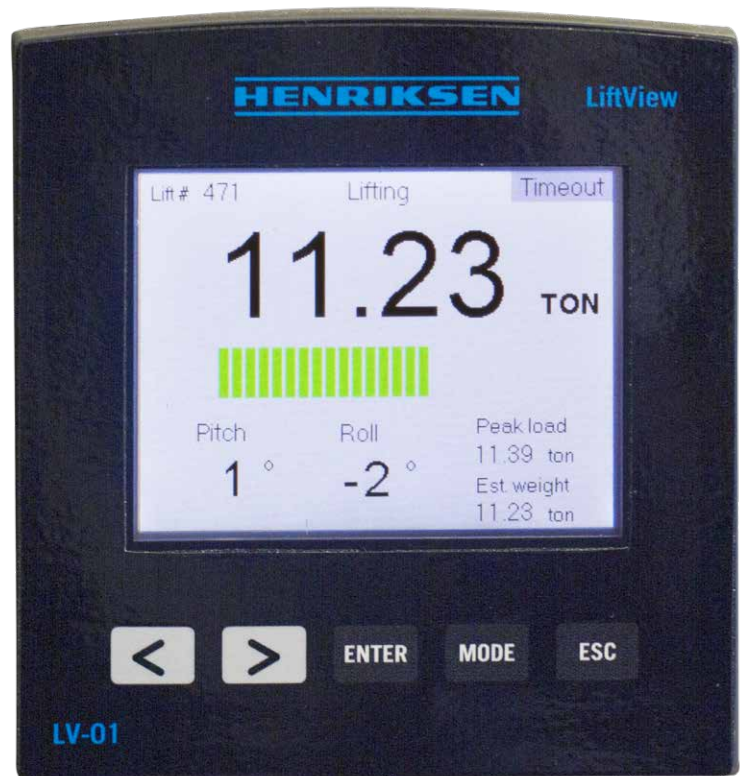 HENRIKSEN LiftView
Lift# 471 Lifting Timeout
11.23 TON
Pitch Roll Peak load
1 ° -2 ° 11.39 ton
Est. weight
11.23 ton
< > ENTER MODE ESC
LV-01